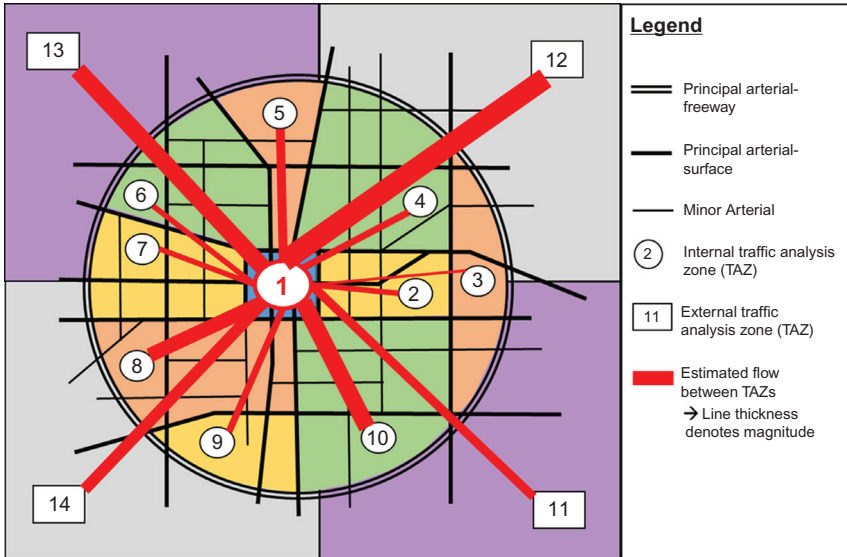 13
12
5
6
4
7
3
1
2
8
9
10
14
11
Legend
Principal arterial-
freeway
Principal arterial-
surface
Minor Arterial
2
Internal traffic analysis
zone (TAZ)
11
External traffic
analysis zone (TAZ)
Estimated flow
between TAZs
→ Line thickness
denotes magnitude